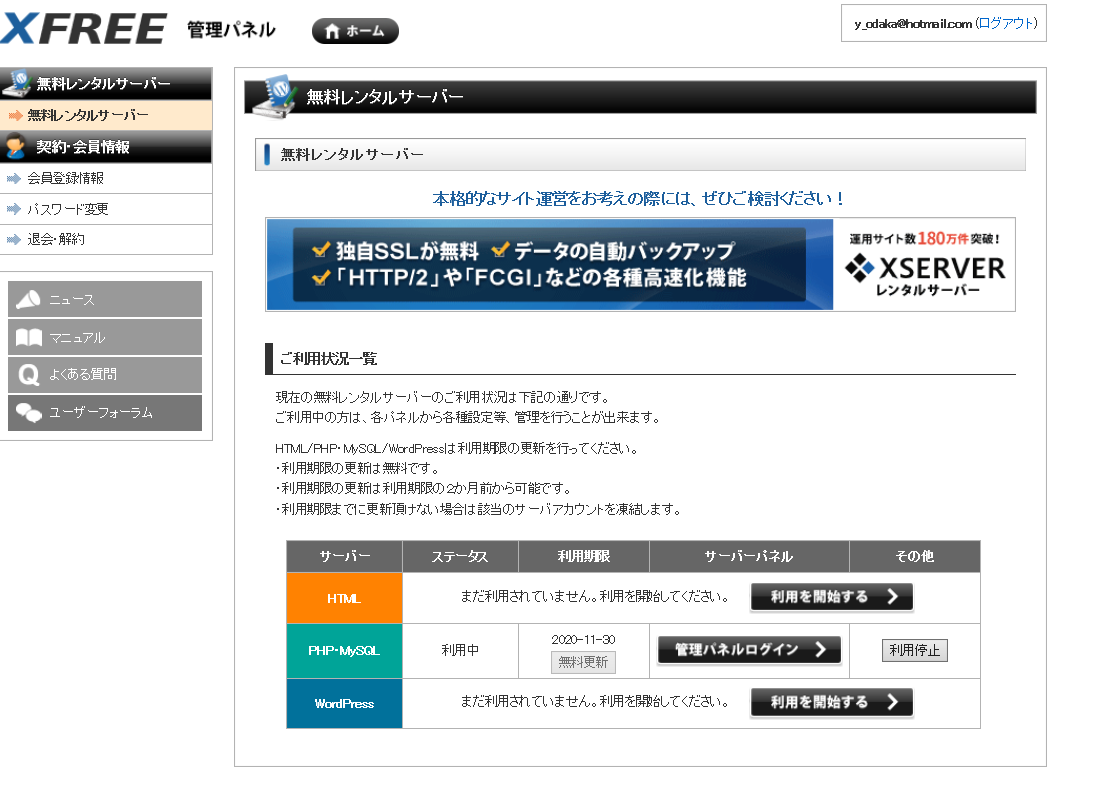 XFREE 管理パネル
ホーム
y_odaka@hotmail.com (ログアウト)
無料レンタルサーバー
無料レンタルサーバー
契約・会員情報
会員登録情報
パスワード変更
退会・解約
ニュース
マニュアル
よくある質問
ユーザーフォーラム
無料レンタルサーバー
無料レンタルサーバー
本格的なサイト運営をお考えの際には、ぜひご検討ください！
独自SSLが無料 データの自動バックアップ
「HTTP/2」や「FCGI」などの各種高速化機能
運用サイト数180万件突破！
XSERVER
レンタルサーバー
ご利用状況一覧
現在の無料レンタルサーバーのご利用状況は下記の通りです。
ご利用中の方は、各パネルから各種設定等、管理を行うことが出来ます。
HTML/PHP・MySQL/WordPressは利用期限の更新を行ってください。
・利用期限の更新は無料です。
・利用期限の更新は利用期限の2か月前から可能です。
・利用期限までに更新頂けない場合は該当のサーバアカウントを凍結します。
サーバー ステータス 利用期限 サーバーパネル その他
HTML まだ利用されていません。利用を開始してください。 利用を開始する
PHP・MySQL 利用中 2020-11-30 無料更新 管理パネルログイン 利用停止
WordPress まだ利用されていません。利用を開始してください。 利用を開始する